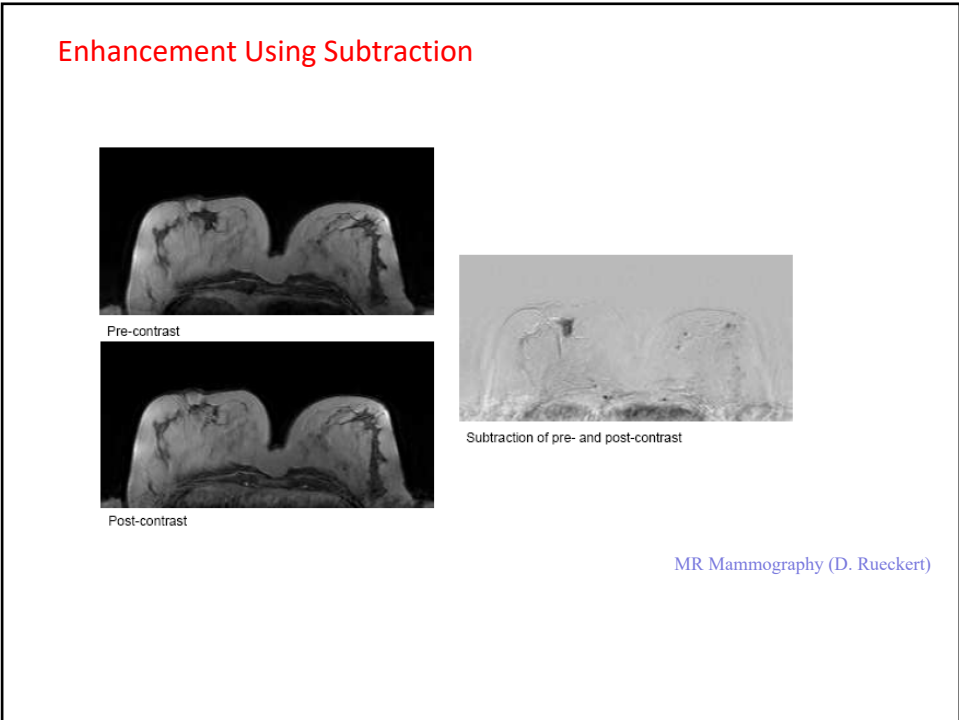 Enhancement Using Subtraction
Pre-contrast
Post-contrast
Subtraction of pre- and post-contrast
MR Mammography (D. Rueckert)